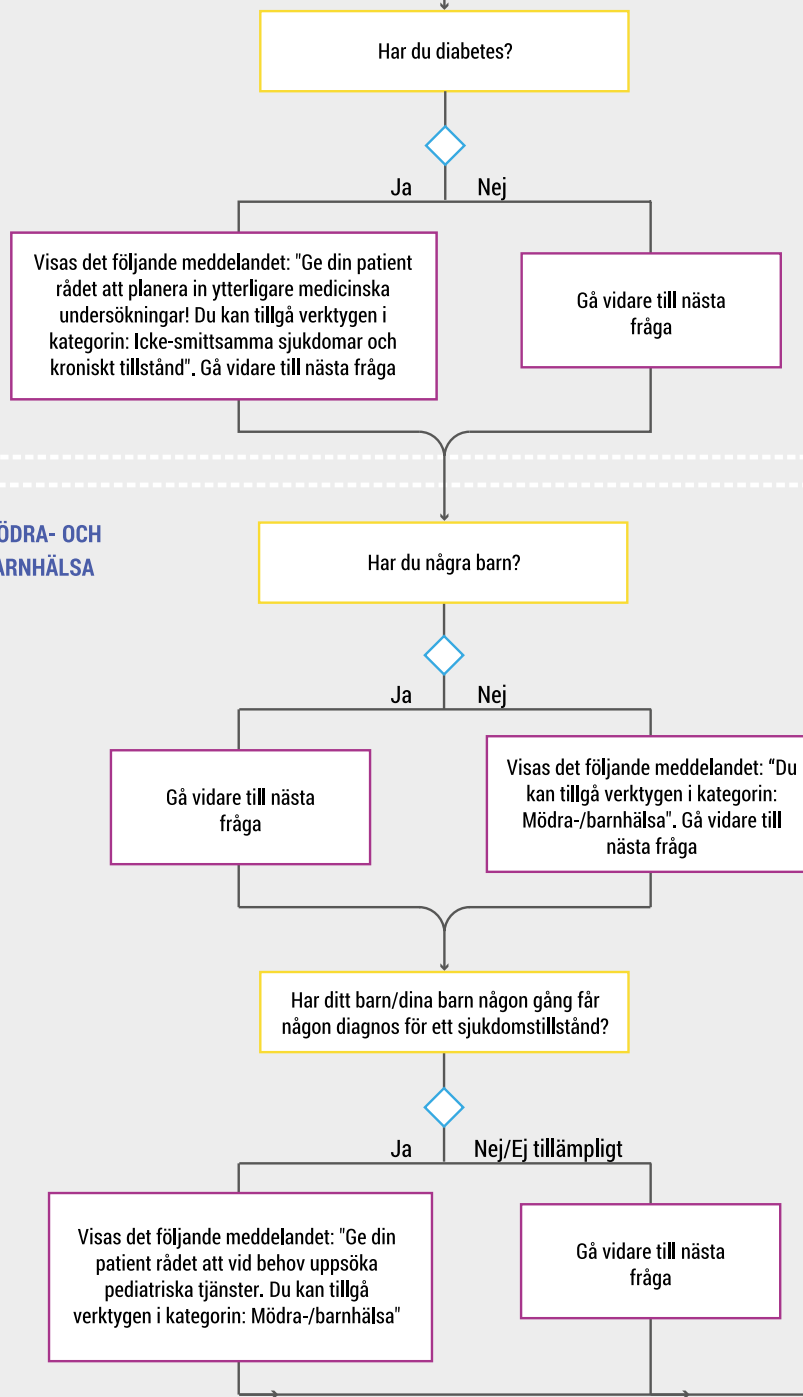 Har du diabetes?
Ja
Nej
Visas det följande meddelandet: "Ge din patient
rådet att planera in ytterligare medicinska
undersökningar! Du kan tillgå verktygen i
kategorin: Icke-smittsamma sjukdomar och
kroniskt tillstånd". Gå vidare till nästa fråga
Gå vidare till nästa
fråga
ÖDRA- OCH
ARNHÄLSA
Har du några barn?
Ja
Nej
Gå vidare till nästa
fråga
Visas det följande meddelandet: “Du
kan tillgå verktygen i kategorin:
Mödra-/barnhälsa". Gå vidare till
nästa fråga
Har ditt barn/dina barn någon gång får
någon diagnos för ett sjukdomstillstånd?
Ja
Nej/Ej tillämpligt
Visas det följande meddelandet: "Ge din
patient rådet att vid behov uppsöka
pediatriska tjänster. Du kan tillgå
verktygen i kategorin: Mödra-/barnhälsa"
Gå vidare till nästa
fråga